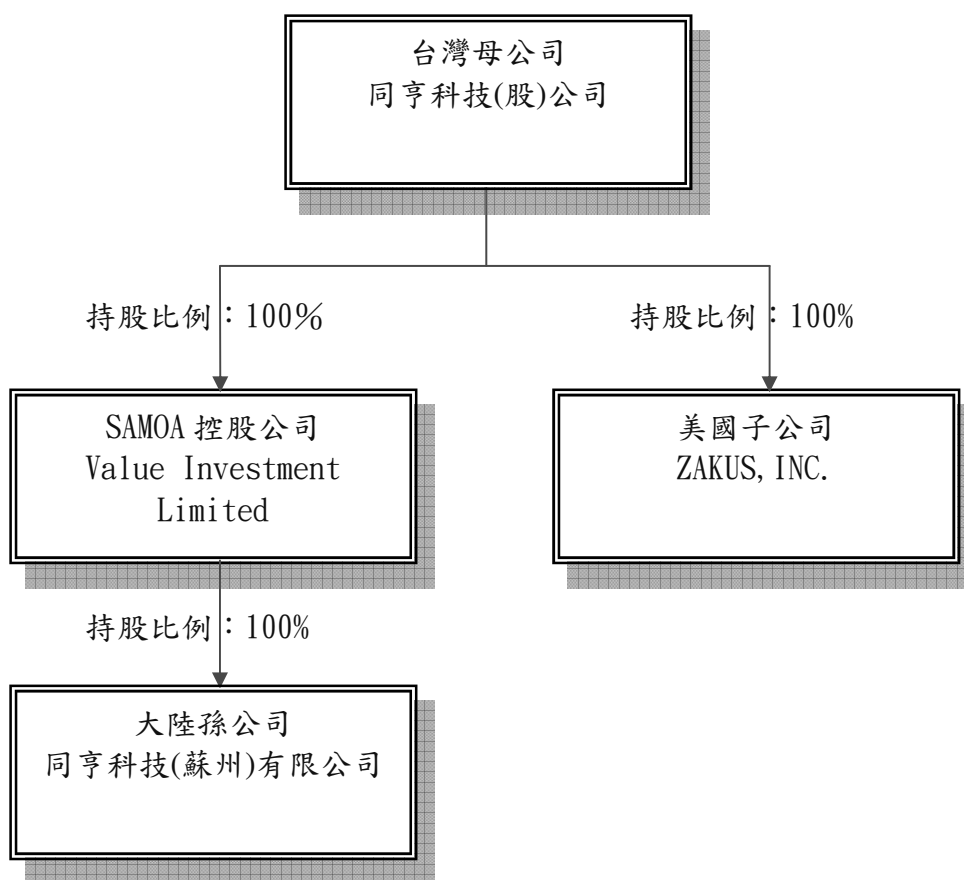 台灣母公司
同亨科技(股)公司
持股比例：100％
持股比例：100%
SAMOA 控股公司
Value Investment
Limited
美國子公司
ZAKUS, INC.
持股比例：100%
大陸孫公司
同亨科技(蘇州)有限公司